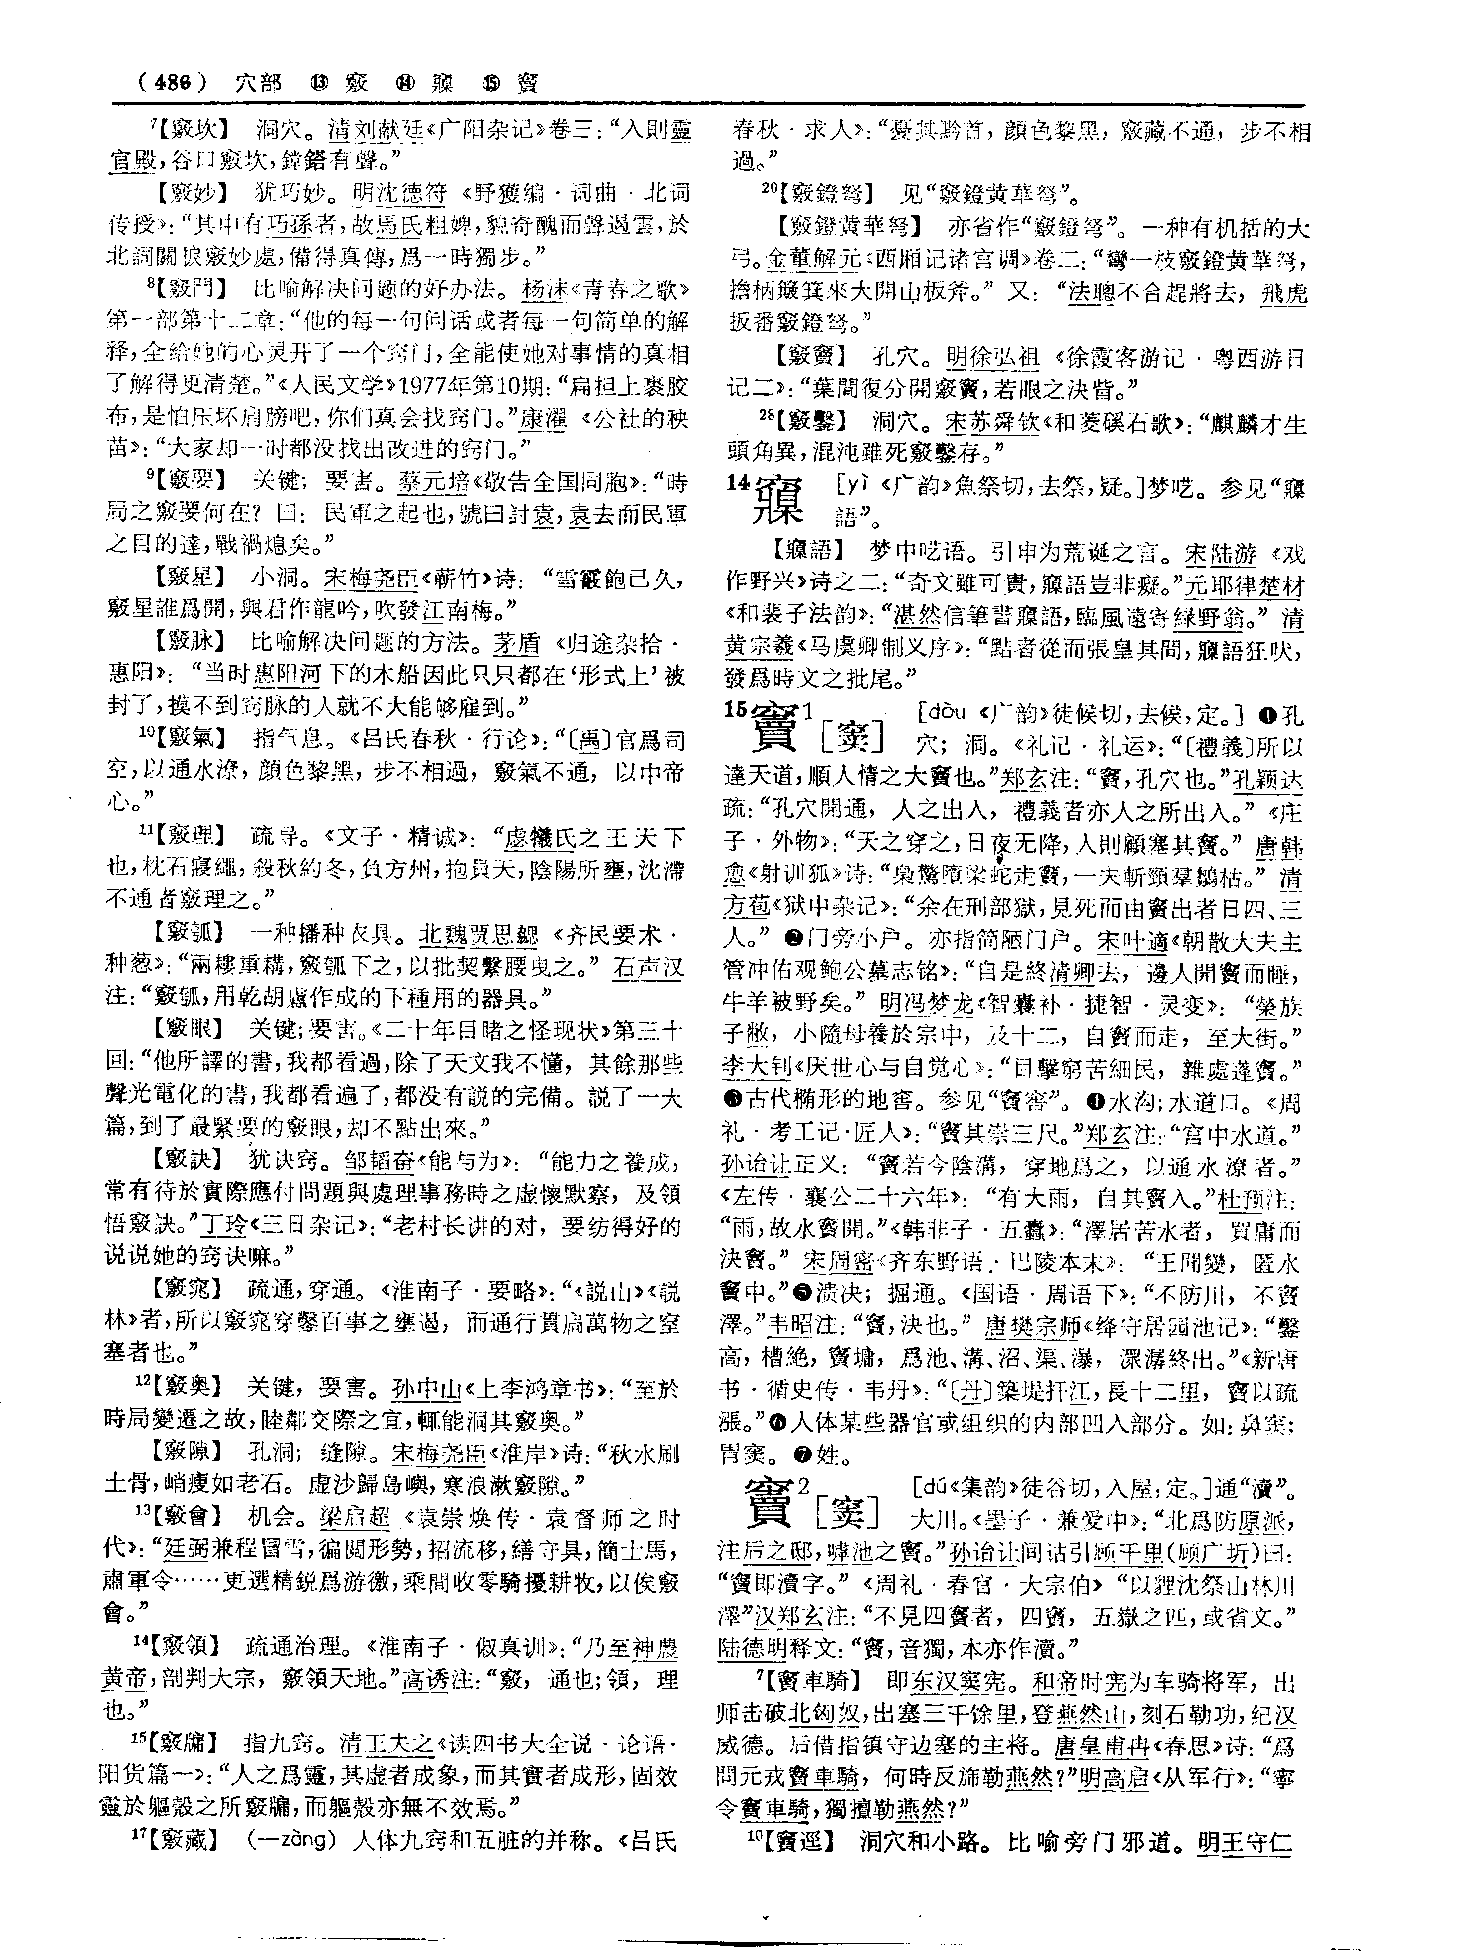 (486) 穴部 ⑬ 竅 ⑭ 寱 ⑮ 竇
⁷【竅坎】 洞穴。清刘献廷《广阳杂记》卷三：“入則靈
官殿，谷口竅坎，鏜鎝有聲。”
【竅妙】 犹巧妙。明沈德符《野獲编·词曲·北词
传授》：“其中有巧孫者，故馬氏粗婢，貌奇醜而聲遏雲，於
北詞關捩竅妙處，備得真傳，爲一時獨步。”
⁸【竅門】 比喻解决问题的好办法。杨沫《青春之歌》
第一部第十二章：“他的每一句问话或者每一句简单的解
释，全给她的心灵开了一个窍门，全能使她对事情的真相
了解得更清楚。”《人民文学》1977年第10期：“扁担上裹胶
布，是怕压坏肩膀吧，你们真会找窍门。”康濯《公社的秧
苗》：“大家却一时都没找出改进的窍门。”
⁹【竅要】 关键；要害。蔡元培《敬告全国同胞》：“時
局之竅要何在？曰：民軍之起也，號曰討袁，袁去而民軍
之目的達，戰禍熄矣。”
【竅星】 小洞。宋梅尧臣《蕲竹》诗：“雪霰飽已久，
竅星誰爲開，與君作龍吟，吹發江南梅。”
【竅脉】 比喻解决问题的方法。茅盾《归途杂拾·
惠阳》：“当时惠阳河下的木船因此只只都在‘形式上’被
封了，摸不到窍脉的人就不大能够雇到。”
¹⁰【竅氣】 指气息。《吕氏春秋·行论》：“〔禹〕官爲司
空，以通水潦，顔色黎黑，步不相過，竅氣不通，以中帝
心。”
¹¹【竅理】 疏导。《文子·精诚》：“虙犧氏之王天下
也，枕石寢繩，殺秋約冬，負方州，抱員天，陰陽所壅，沈滯
不通者竅理之。”
【竅瓠】 一种播种农具。北魏贾思勰《齐民要术·
种葱》：“兩樓重構，竅瓠下之，以批契繫腰曳之。”石声汉
注：“竅瓠，用乾胡盧作成的下種用的器具。”
【竅眼】 关键；要害。《二十年目睹之怪现状》第三十
回：“他所譯的書，我都看過，除了天文我不懂，其餘那些
聲光電化的書，我都看遍了，都没有説的完備。説了一大
篇，到了最緊要的竅眼，却不點出來。”
【竅訣】 犹诀窍。邹韬奋《能与为》：“能力之養成，
常有待於實際應付問題與處理事務時之虚懷默察，及領
悟竅訣。”丁玲《三日杂记》：“老村长讲的对，要纺得好的
说说她的窍诀嘛。”
【竅窕】 疏通，穿通。《淮南子·要略》：“《説山》《説
林》者，所以竅窕穿鑿百事之壅遏，而通行貫扃萬物之窒
塞者也。”
¹²【竅奥】 关键，要害。孙中山《上李鸿章书》：“至於
時局變遷之故，睦鄰交際之宜，輒能洞其竅奥。”
【竅隙】 孔洞；缝隙。宋梅尧臣《淮岸》诗：“秋水刷
土骨，峭瘦如老石。虚沙歸島嶼，寒浪漱竅隙。”
¹³【竅會】 机会。梁启超《袁崇焕传·袁督师之时
代》：“廷弼兼程冒雪，徧閲形勢，招流移，繕守具，簡士馬，
肅軍令……更選精鋭爲游徼，乘間收零騎擾耕牧，以俟竅
會。”
¹⁴【竅領】 疏通治理。《淮南子·俶真训》：“乃至神農
黄帝，剖判大宗，竅領天地。”高诱注：“竅，通也；領，理
也。”
¹⁵【竅牖】 指九窍。清王夫之《读四书大全说·论语·
阳货篇一》：“人之爲靈，其虚者成象，而其實者成形，固效
靈於軀殻之所竅牖，而軀殻亦無不效焉。”
¹⁷【竅藏】 （—zàng）人体九窍和五脏的并称。《吕氏
春秋·求人》：“憂其黔首，顔色黎黑，竅藏不通，步不相
過。”
²⁰【竅鐙弩】 见“竅鐙黄華弩”。
【竅鐙黄華弩】 亦省作“竅鐙弩”。一种有机括的大
弓。金董解元《西厢记诸宫调》卷二：“彎一枝竅鐙黄華弩，
擔柄簸箕來大開山板斧。” 又：“法聰不合趕將去，飛虎
扳番竅鐙弩。”
【竅竇】 孔穴。明徐弘祖《徐霞客游记·粤西游日
记二》：“葉間復分開竅竇，若眼之決眥。”
²⁸【竅鑿】 洞穴。宋苏舜钦《和菱磎石歌》：“麒麟才生
頭角異，混沌雖死竅鑿存。”
14 寱 [yì《广韵》魚祭切，去祭，疑。]梦呓。参见“寱
語”。
【寱語】 梦中呓语。引申为荒诞之言。宋陆游《戏
作野兴》诗之二：“奇文雖可賣，寱語豈非癡。”元耶律楚材
《和裴子法韵》：“湛然信筆書寱語，臨風遠寄緑野翁。” 清
黄宗羲《马虞卿制义序》：“點者從而張皇其間，寱語狂吠，
發爲時文之批尾。”
15 竇¹［窦］ [dòu《广韵》徒候切，去候，定。] ❶孔
穴；洞。《礼记·礼运》：“〔禮義〕所以
達天道，順人情之大竇也。”郑玄注：“竇，孔穴也。”孔颖达
疏：“孔穴開通，人之出入，禮義者亦人之所出入。”《庄
子·外物》：“天之穿之，日夜无降，人則顧塞其竇。” 唐韩
愈《射训狐》诗：“梟驚墮梁蛇走竇，一夫斬頸羣鶵枯。” 清
方苞《狱中杂记》：“余在刑部獄，見死而由竇出者日四、三
人。” ❷门旁小户。亦指简陋门户。宋叶適《朝散大夫主
管冲佑观鲍公墓志铭》：“自是終清卿去，邊人開竇而睡，
牛羊被野矣。” 明冯梦龙《智囊补·捷智·灵变》：“榮族
子敝，小隨母養於宗中，及十二，自竇而走，至大街。”
李大钊《厌世心与自觉心》：“目擊窮苦細民，雜處蓬竇。”
❸古代椭形的地窖。参见“竇窖”。❹水沟；水道口。《周
礼·考工记·匠人》：“竇其崇三尺。”郑玄注：“宫中水道。”
孙诒让正义：“竇若今陰溝，穿地爲之，以通水潦者。”
《左传·襄公二十六年》：“有大雨，自其竇入。”杜预注：
“雨，故水竇開。”《韩非子·五蠹》：“澤居苦水者，買庸而
決竇。” 宋周密《齐东野语·巴陵本末》：“王聞變，匿水
竇中。”❺溃决；掘通。《国语·周语下》：“不防川，不竇
澤。”韦昭注：“竇，決也。” 唐樊宗师《绛守居园池记》：“鑿
高，槽絶，竇墉，爲池、溝、沼、渠、瀑，潨潺終出。”《新唐
书·循吏传·韦丹》：“〔丹〕築堤扞江，長十二里，竇以疏
漲。”❻人体某些器官或组织的内部凹入部分。如：鼻窦；
胃窦。❼姓。
竇²［窦］ [dú《集韵》徒谷切，入屋，定。]通“瀆”。
大川。《墨子·兼爱中》：“北爲防原派，
注后之邸，嘑池之竇。”孙诒让间诂引顾千里(顾广圻)曰：
“竇即瀆字。”《周礼·春官·大宗伯》“以貍沈祭山林川
澤”汉郑玄注：“不見四竇者，四竇，五嶽之匹，或省文。”
陆德明释文：“竇，音獨，本亦作瀆。”
⁷【竇車騎】 即东汉窦宪。和帝时宪为车骑将军，出
师击破北匈奴，出塞三千馀里，登燕然山，刻石勒功，纪汉
威德。后借指镇守边塞的主将。唐皇甫冉《春思》诗：“爲
問元戎竇車騎，何時反斾勒燕然？”明高启《从军行》：“寧
令竇車騎，獨擅勒燕然？”
¹⁰【竇逕】 洞穴和小路。比喻旁门邪道。明王守仁